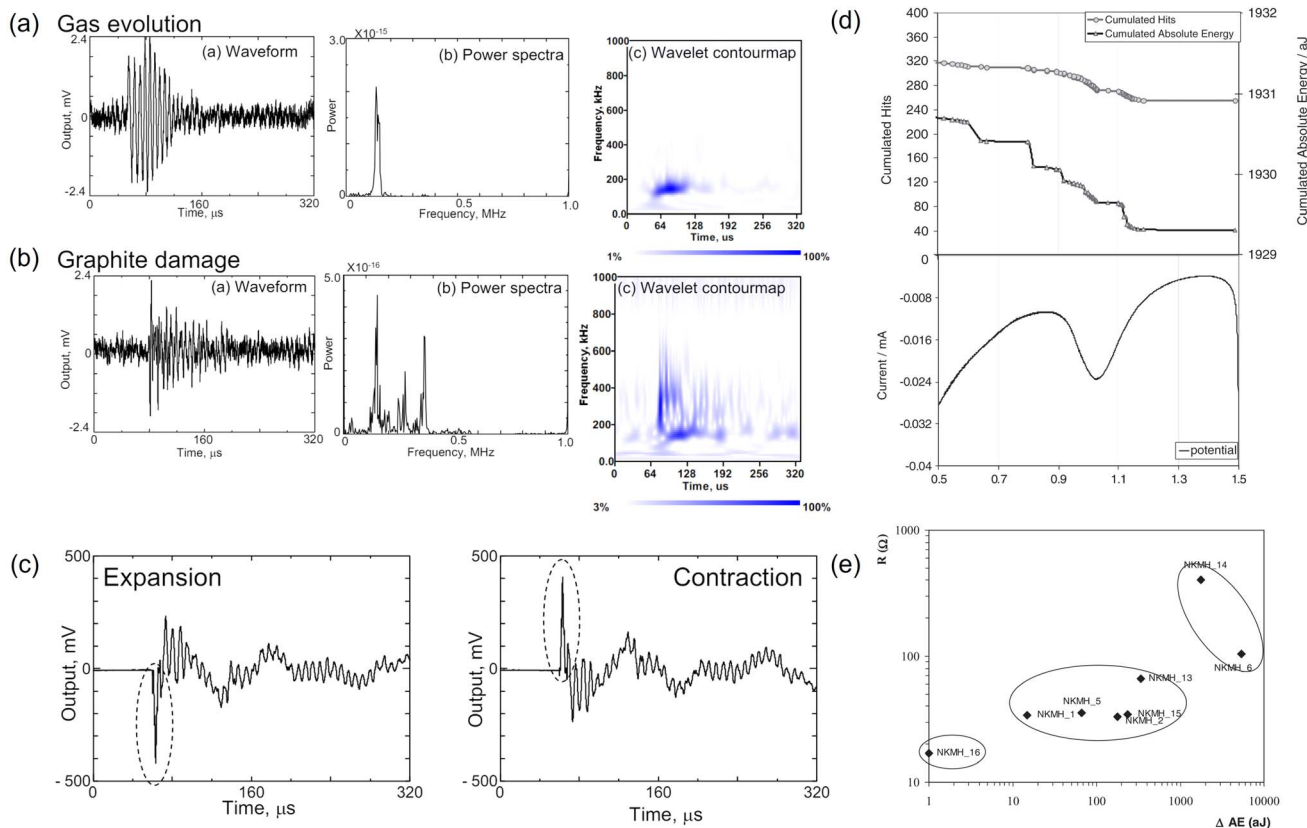 (a) Gas evolution
2.4
(a) Waveform
Output, mV
0
-2.4
0
160
320
Time, μs
X10-15
3.0
(b) Power spectra
Power
0
0
0.5
1.0
Frequency, MHz
(c) Wavelet contourmap
1000
800
600
400
200
0.0
Frequency, kHz
0 64 128 192 256 320
Time, us
1% 100%
(b) Graphite damage
2.4
(a) Waveform
Output, mV
0
-2.4
0
160
320
Time, μs
X10-16
5.0
(b) Power spectra
Power
0
0
0.5
1.0
Frequency, MHz
(c) Wavelet contourmap
1000
800
600
400
200
0.0
Frequency, kHz
0 64 128 192 256 320
Time, us
3% 100%
(c)
Expansion
500
0
- 500
Output, mV
0
160
320
Time, μs
Contraction
500
0
- 500
Output, mV
0
160
320
Time, μs
(d)
Cumulated Hits
Cumulated Absolute Energy
400
360
320
280
240
200
160
120
80
40
0
Cumulated Hits
1932
1931
1930
1929
Cumulated Absolute Energy / aJ
-0.008
-0.016
-0.024
-0.032
-0.04
Current / mA
potential
0.5 0.7 0.9 1.1 1.3 1.5
(e)
R (Ω)
1000
100
10
NKMH_14
NKMH_6
NKMH_13
NKMH_5
NKMH_1
NKMH_15
NKMH_2
NKMH_16
1 10 100 1000 10000
Δ AE (aJ)